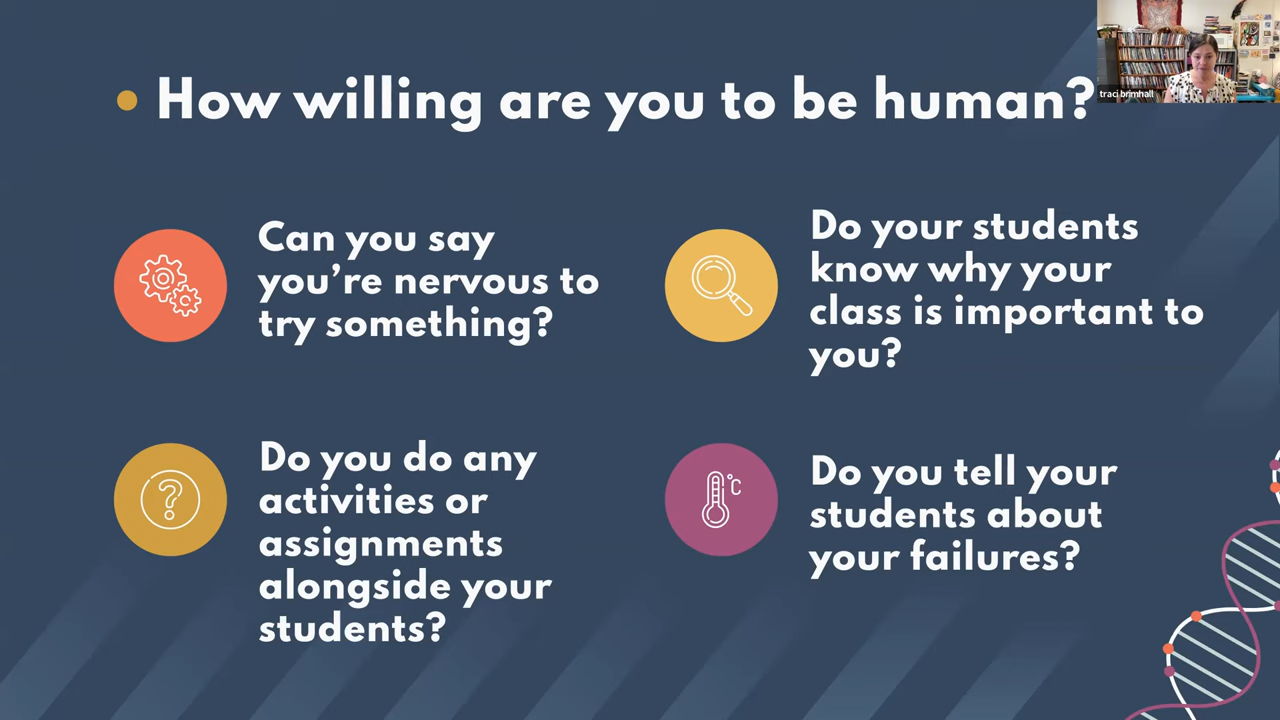 How willing are you to be human?
traci brimhall
Can you say
you're nervous to
try something?
Do your students
know why your
class is important to
you?
?
Do you do any
activities or
assignments
alongside your
students?
°C
Do you tell your
students about
your failures?